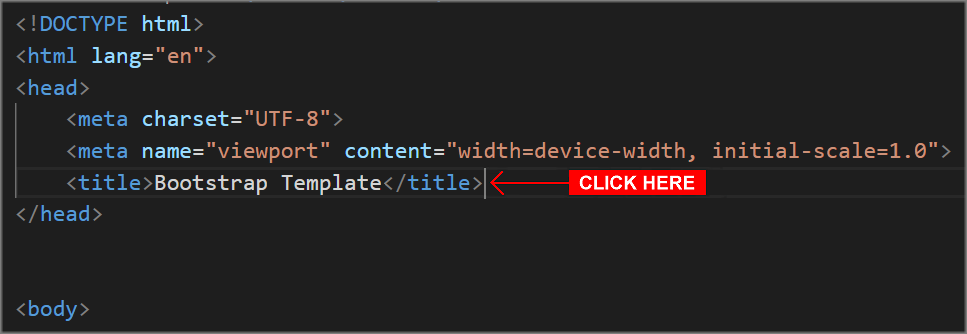 <!DOCTYPE html>
<html lang="en">
<head>
    <meta charset="UTF-8">
    <meta name="viewport" content="width=device-width, initial-scale=1.0">
    <title>Bootstrap Template</title> CLICK HERE
</head>
<body>